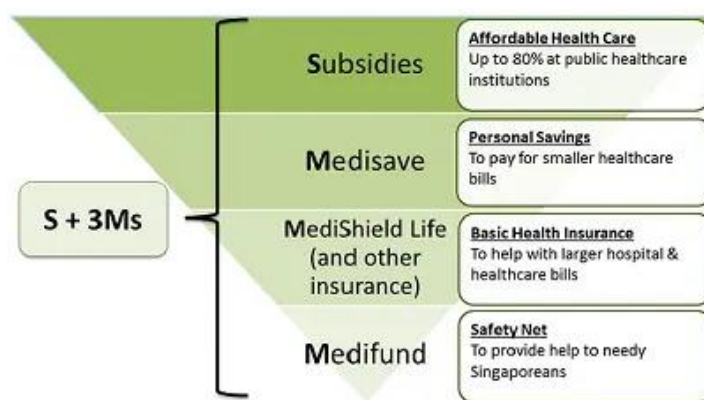 Subsidies
Affordable Health Care
Up to 80% at public healthcare
institutions
Medisave
Personal Savings
To pay for smaller healthcare
bills
S + 3Ms
MediShield Life
(and other
insurance)
Basic Health Insurance
To help with larger hospital &
healthcare bills
Medifund
Safety Net
To provide help to needy
Singaporeans